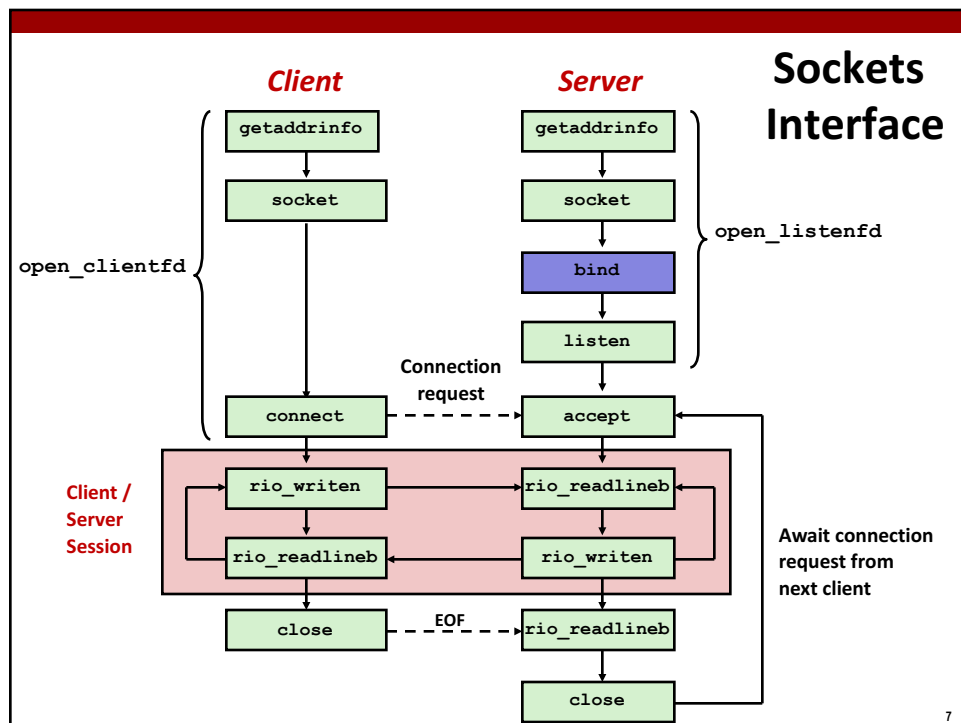 Sockets
Interface
Client
Server
getaddrinfo
getaddrinfo
socket
socket
open_clientfd
open_listenfd
bind
listen
Connection
request
connect
accept
Client /
Server
Session
rio_writen
rio_readlineb
rio_readlineb
rio_writen
Await connection
request from
next client
close
EOF
rio_readlineb
close
7